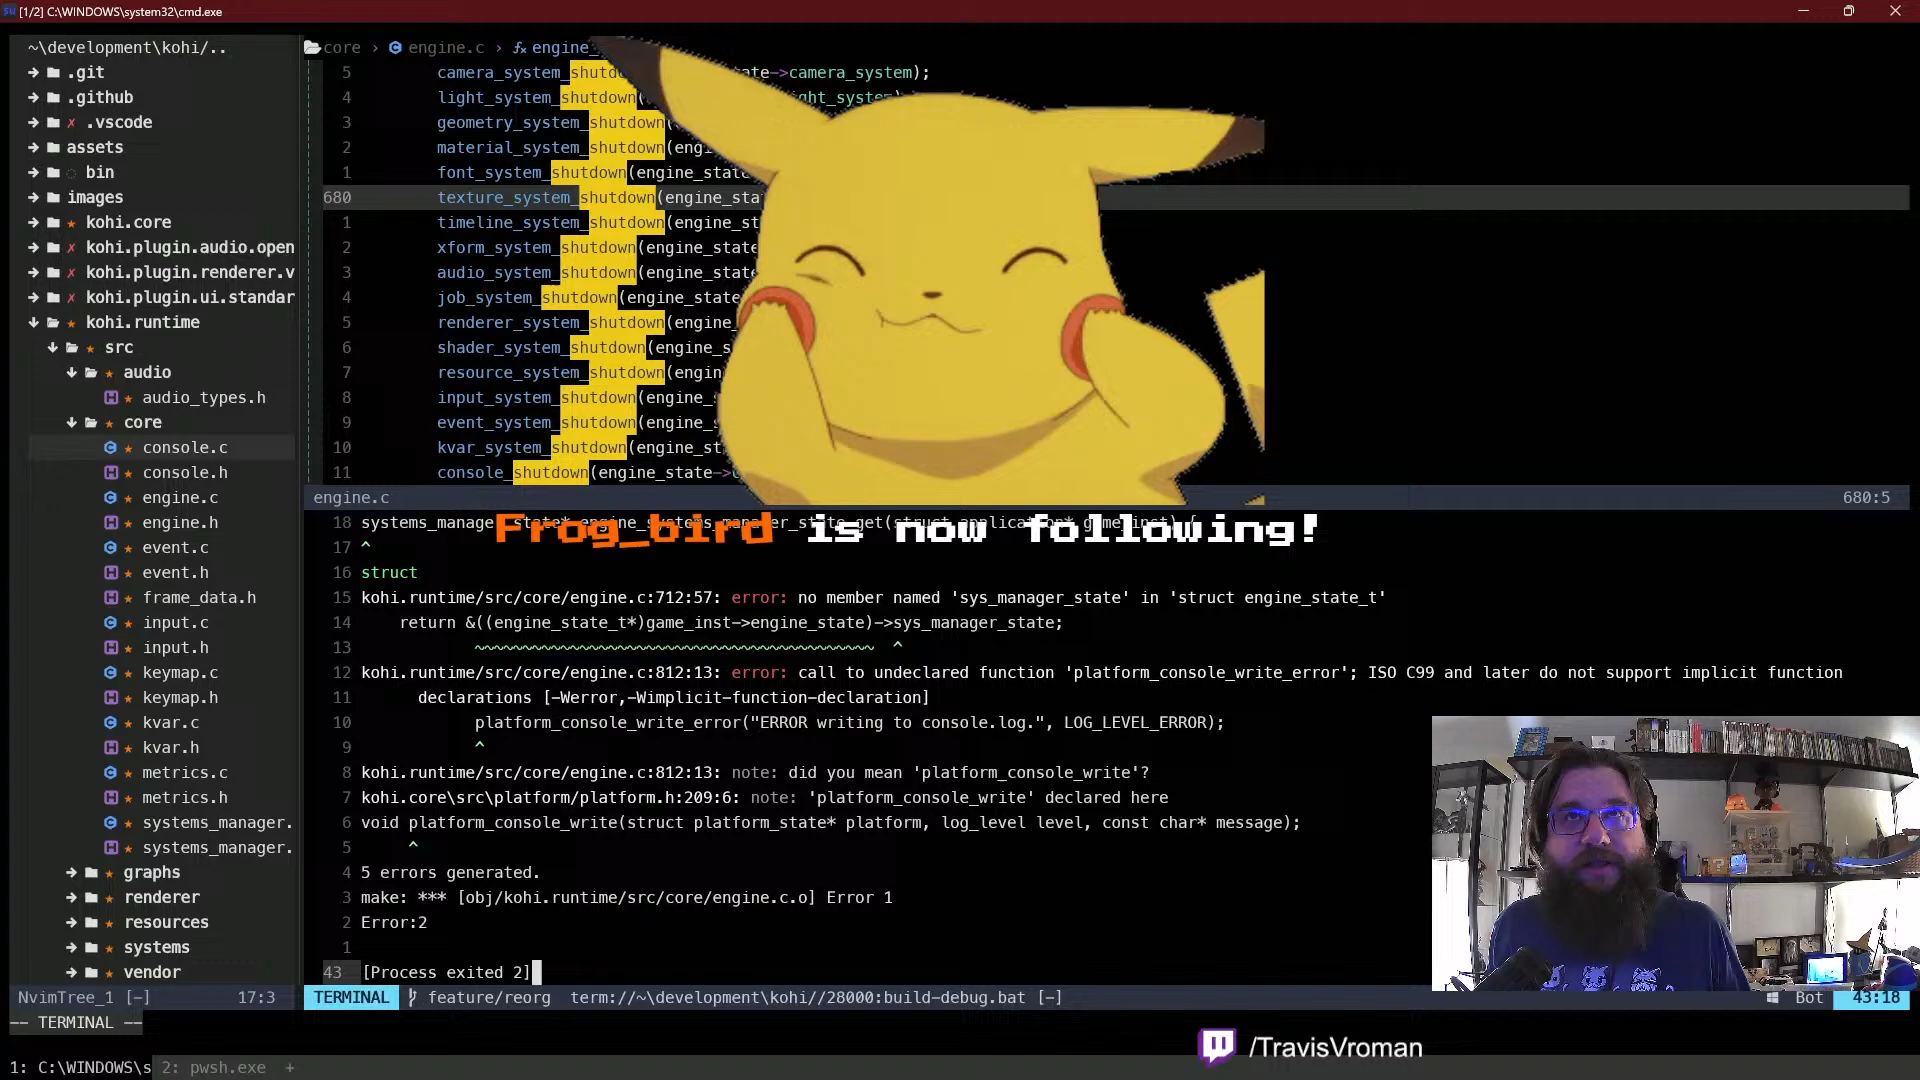 [1/2] C:\WINDOWS\system32\cmd.exe
~\development\kohi/..
.git
.github
.vscode
assets
bin
images
kohi.core
kohi.plugin.audio.open
kohi.plugin.renderer.v
kohi.plugin.ui.standar
kohi.runtime
src
audio
audio_types.h
core
console.c
console.h
engine.c
engine.h
event.c
event.h
frame_data.h
input.c
input.h
keymap.c
keymap.h
kvar.c
kvar.h
metrics.c
metrics.h
systems_manager.
systems_manager.
graphs
renderer
resources
systems
vendor
NvimTree_1 [-] 17:3
-- TERMINAL --
core › engine.c › engine_
5 camera_system_shutdo ate->camera_system);
4 light_system_shutdown( ght_system)
3 geometry_system_shutdown(
2 material_system_shutdown(engi
1 font_system_shutdown(engine_state
680 texture_system_shutdown(engine_sta
1 timeline_system_shutdown(engine_st
2 xform_system_shutdown(engine_state
3 audio_system_shutdown(engine_state
4 job_system_shutdown(engine_state
5 renderer_system_shutdown(engine_
6 shader_system_shutdown(engine_s
7 resource_system_shutdown(engin
8 input_system_shutdown(engine_s
9 event_system_shutdown(engine_s
10 kvar_system_shutdown(engine_st
11 console_shutdown(engine_state->
engine.c 680:5
18 systems_manager_state* engine_systems_manager_state_get(struct application* game_inst) {
Frog_bird is now following!
17 ^
16 struct
15 kohi.runtime/src/core/engine.c:712:57: error: no member named 'sys_manager_state' in 'struct engine_state_t'
14 return &((engine_state_t*)game_inst->engine_state)->sys_manager_state;
13 ~~~~~~~~~~~~~~~~~~~~~~~~~~~~~~~~~~~~~~~~~~ ^
12 kohi.runtime/src/core/engine.c:812:13: error: call to undeclared function 'platform_console_write_error'; ISO C99 and later do not support implicit function
11 declarations [-Werror,-Wimplicit-function-declaration]
10 platform_console_write_error("ERROR writing to console.log.", LOG_LEVEL_ERROR);
9 ^
8 kohi.runtime/src/core/engine.c:812:13: note: did you mean 'platform_console_write'?
7 kohi.core\src\platform/platform.h:209:6: note: 'platform_console_write' declared here
6 void platform_console_write(struct platform_state* platform, log_level level, const char* message);
5 ^
4 5 errors generated.
3 make: *** [obj/kohi.runtime/src/core/engine.c.o] Error 1
2 Error:2
1
43 [Process exited 2]
TERMINAL feature/reorg term://~\development\kohi//28000:build-debug.bat [-] Bot 43:18
/TravisVroman
1: C:\WINDOWS\s 2: pwsh.exe +